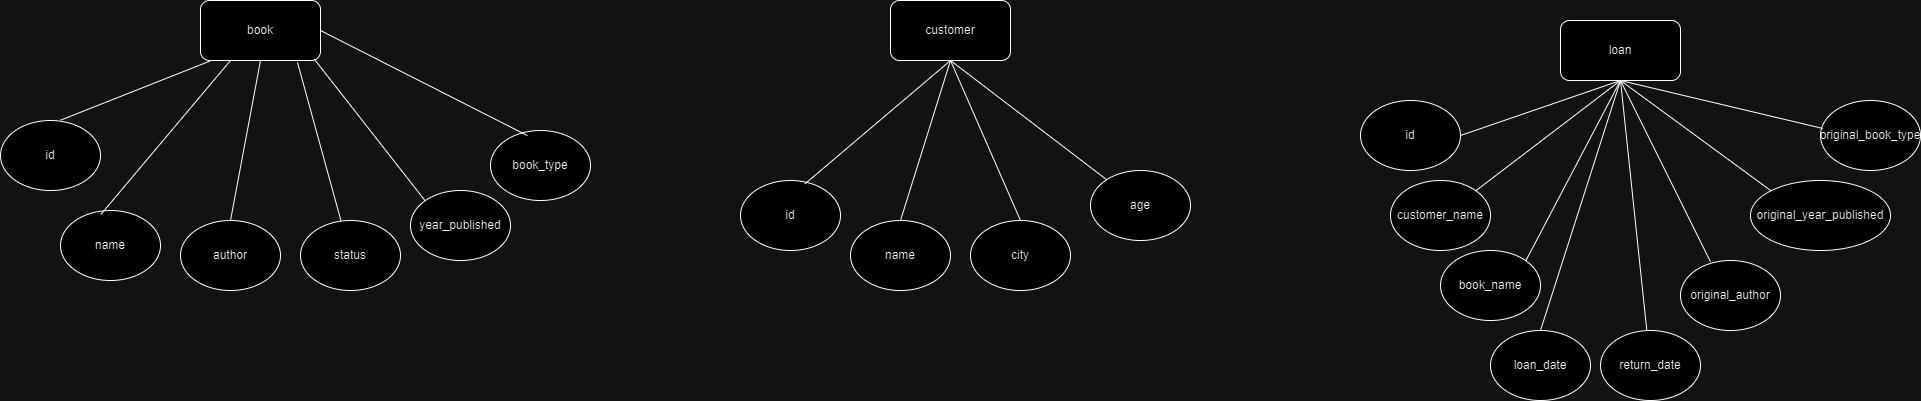 book
id
name
author
status
year_published
book_type
customer
id
name
city
age
loan
id
customer_name
book_name
loan_date
return_date
original_author
original_year_published
original_book_type